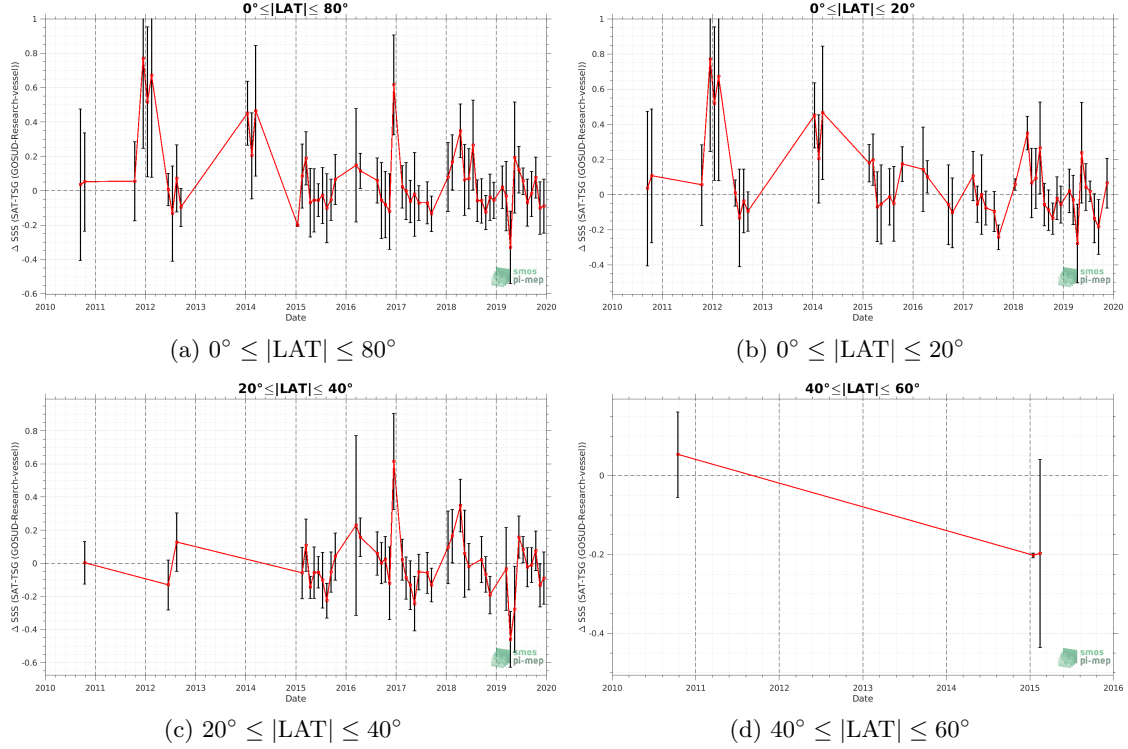 0°≤|LAT|≤ 80°
Δ SSS (SAT-TSG (GOSUD-Research-vessel))
1
0.8
0.6
0.4
0.2
0
-0.2
-0.4
-0.6
2010 2011 2012 2013 2014 2015 2016 2017 2018 2019 2020
Date
smos
pi-mep
(a) 0° ≤ |LAT| ≤ 80°
0°≤|LAT|≤ 20°
Δ SSS (SAT-TSG (GOSUD-Research-vessel))
1
0.8
0.6
0.4
0.2
0
-0.2
-0.4
2010 2011 2012 2013 2014 2015 2016 2017 2018 2019 2020
Date
smos
pi-mep
(b) 0° ≤ |LAT| ≤ 20°
20°≤|LAT|≤ 40°
Δ SSS (SAT-TSG (GOSUD-Research-vessel))
0.8
0.6
0.4
0.2
0
-0.2
-0.4
-0.6
2010 2011 2012 2013 2014 2015 2016 2017 2018 2019 2020
Date
smos
pi-mep
(c) 20° ≤ |LAT| ≤ 40°
40°≤|LAT|≤ 60°
Δ SSS (SAT-TSG (GOSUD-Research-vessel))
0
-0.2
-0.4
2010 2011 2012 2013 2014 2015 2016
Date
smos
pi-mep
(d) 40° ≤ |LAT| ≤ 60°